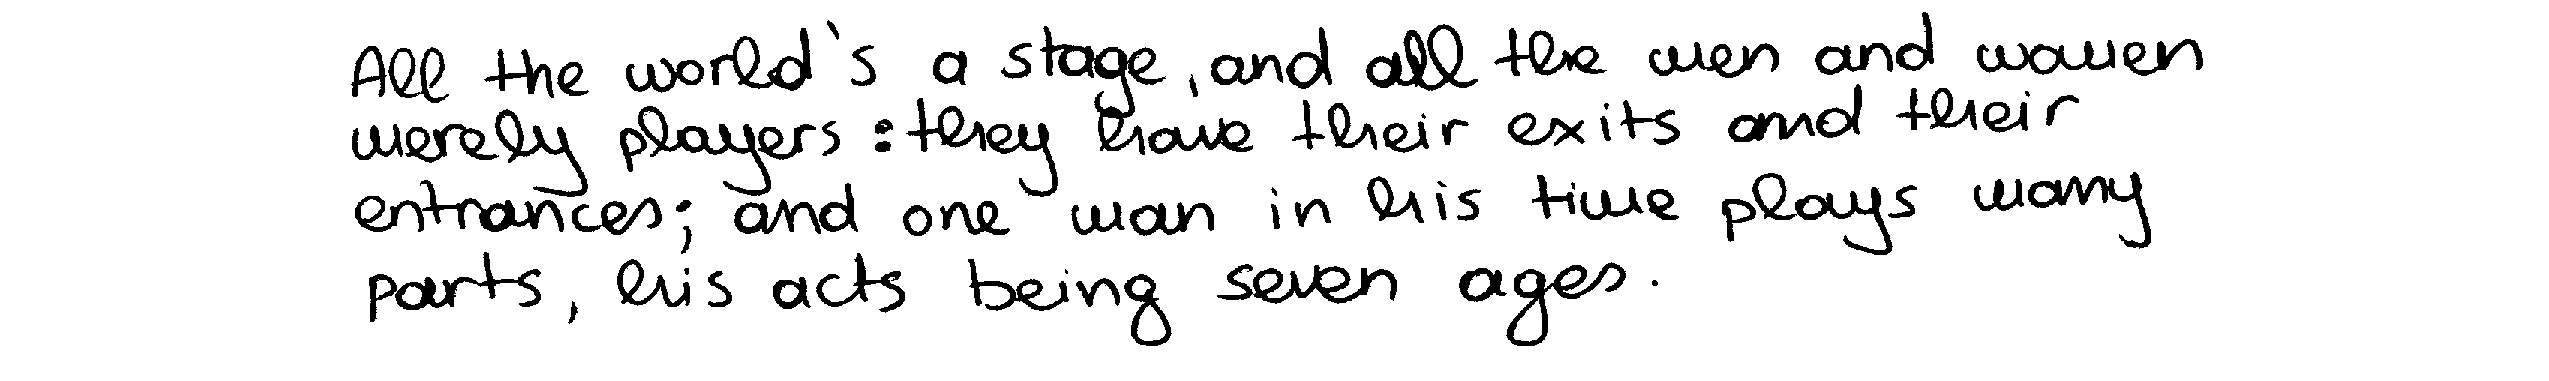 All the world's a stage, and all the men and women
merely players: they have their exits and their
entrances; and one man in his time plays many
parts, his acts being seven ages.